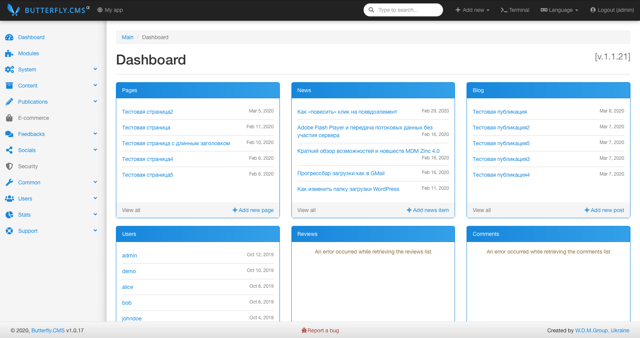 BUTTERFLY.CMS
My app
Type to search...
Add new
Terminal
Language
Logout (admin)
Dashboard
Modules
System
Content
Publications
E-commerce
Feedbacks
Socials
Security
Common
Users
Stats
Support
Main / Dashboard
Dashboard
[v.1.1.21]
Pages
Тестовая страница2 Mar 5, 2020
Тестовая страница Feb 11, 2020
Тестовая страница с длинным заголовком Feb 10, 2020
Тестовая страница4 Feb 6, 2020
Тестовая страница5 Feb 6, 2020
View all
Add new page
News
Как «повесить» клик на псевдоэлемент Feb 29, 2020
Adobe Flash Player и передача потоковых данных без
участия сервера Feb 16, 2020
Краткий обзор возможностей и новшеств MDM Zinc 4.0
Feb 16, 2020
Прогрессбар загрузки как в GMail Feb 16, 2020
Как изменить папку загрузки WordPress Feb 11, 2020
View all
Add news item
Blog
Тестовая публикация Mar 8, 2020
Тестовая публикация2 Mar 7, 2020
Тестовая публикация5 Mar 7, 2020
Тестовая публикация3 Mar 7, 2020
Тестовая публикация4 Mar 7, 2020
View all
Add new post
Users
admin Oct 12, 2019
demo Oct 10, 2019
alice Oct 8, 2019
bob Oct 6, 2019
johndoe Oct 4, 2019
Reviews
An error occurred while retrieving the reviews list
Comments
An error occurred while retrieving the comments list
© 2020, Butterfly.CMS v1.0.17
Report a bug
Created by W.D.M.Group, Ukraine